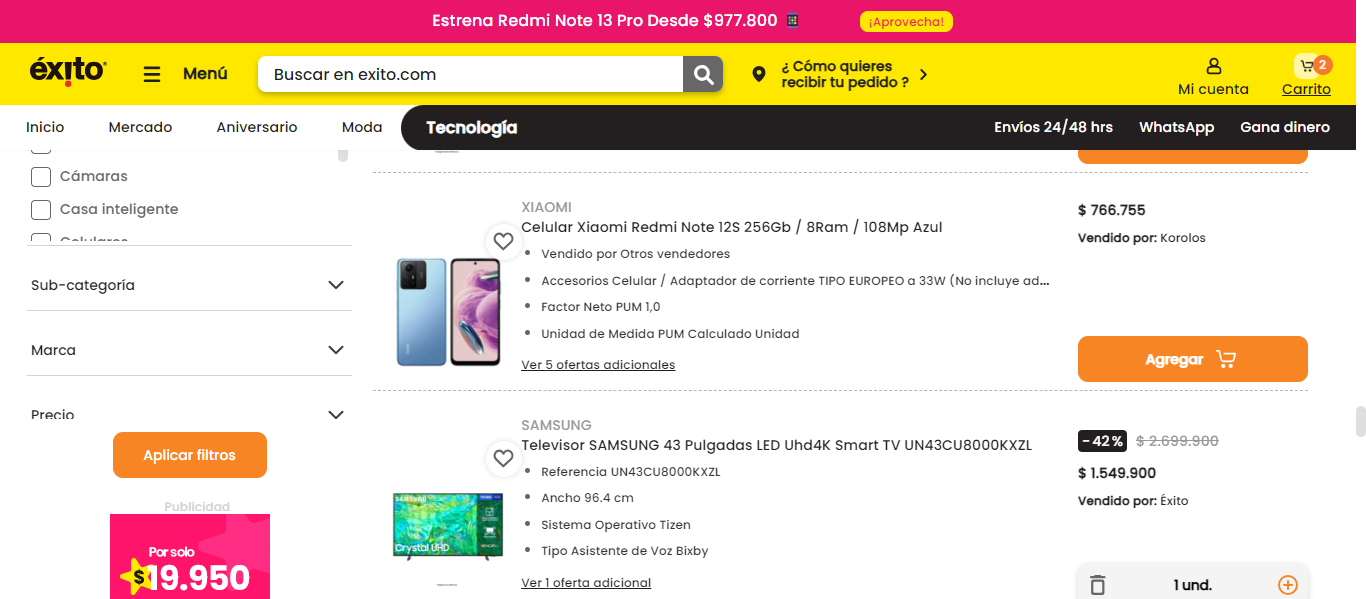 Estrena Redmi Note 13 Pro Desde $977.800
¡Aprovecha!
éxito
Menú
Buscar en exito.com
¿ Cómo quieres
recibir tu pedido ?
Mi cuenta
2
Carrito
Inicio
Mercado
Aniversario
Moda
Tecnología
Envíos 24/48 hrs
WhatsApp
Gana dinero
Cámaras
Casa inteligente
Celulares
Sub-categoría
Marca
Precio
Aplicar filtros
Publicidad
Por solo
$19.950
XIAOMI
Celular Xiaomi Redmi Note 12S 256Gb / 8Ram / 108Mp Azul
Vendido por Otros vendedores
Accesorios Celular / Adaptador de corriente TIPO EUROPEO a 33W (No incluye ad...
Factor Neto PUM 1,0
Unidad de Medida PUM Calculado Unidad
Ver 5 ofertas adicionales
$ 766.755
Vendido por: Korolos
Agregar
SAMSUNG
Televisor SAMSUNG 43 Pulgadas LED Uhd4K Smart TV UN43CU8000KXZL
Referencia UN43CU8000KXZL
Ancho 96.4 cm
Sistema Operativo Tizen
Tipo Asistente de Voz Bixby
Ver 1 oferta adicional
SAMSUNG
Crystal UHD
- 42 %
$ 2.699.900
$ 1.549.900
Vendido por: Éxito
1 und.